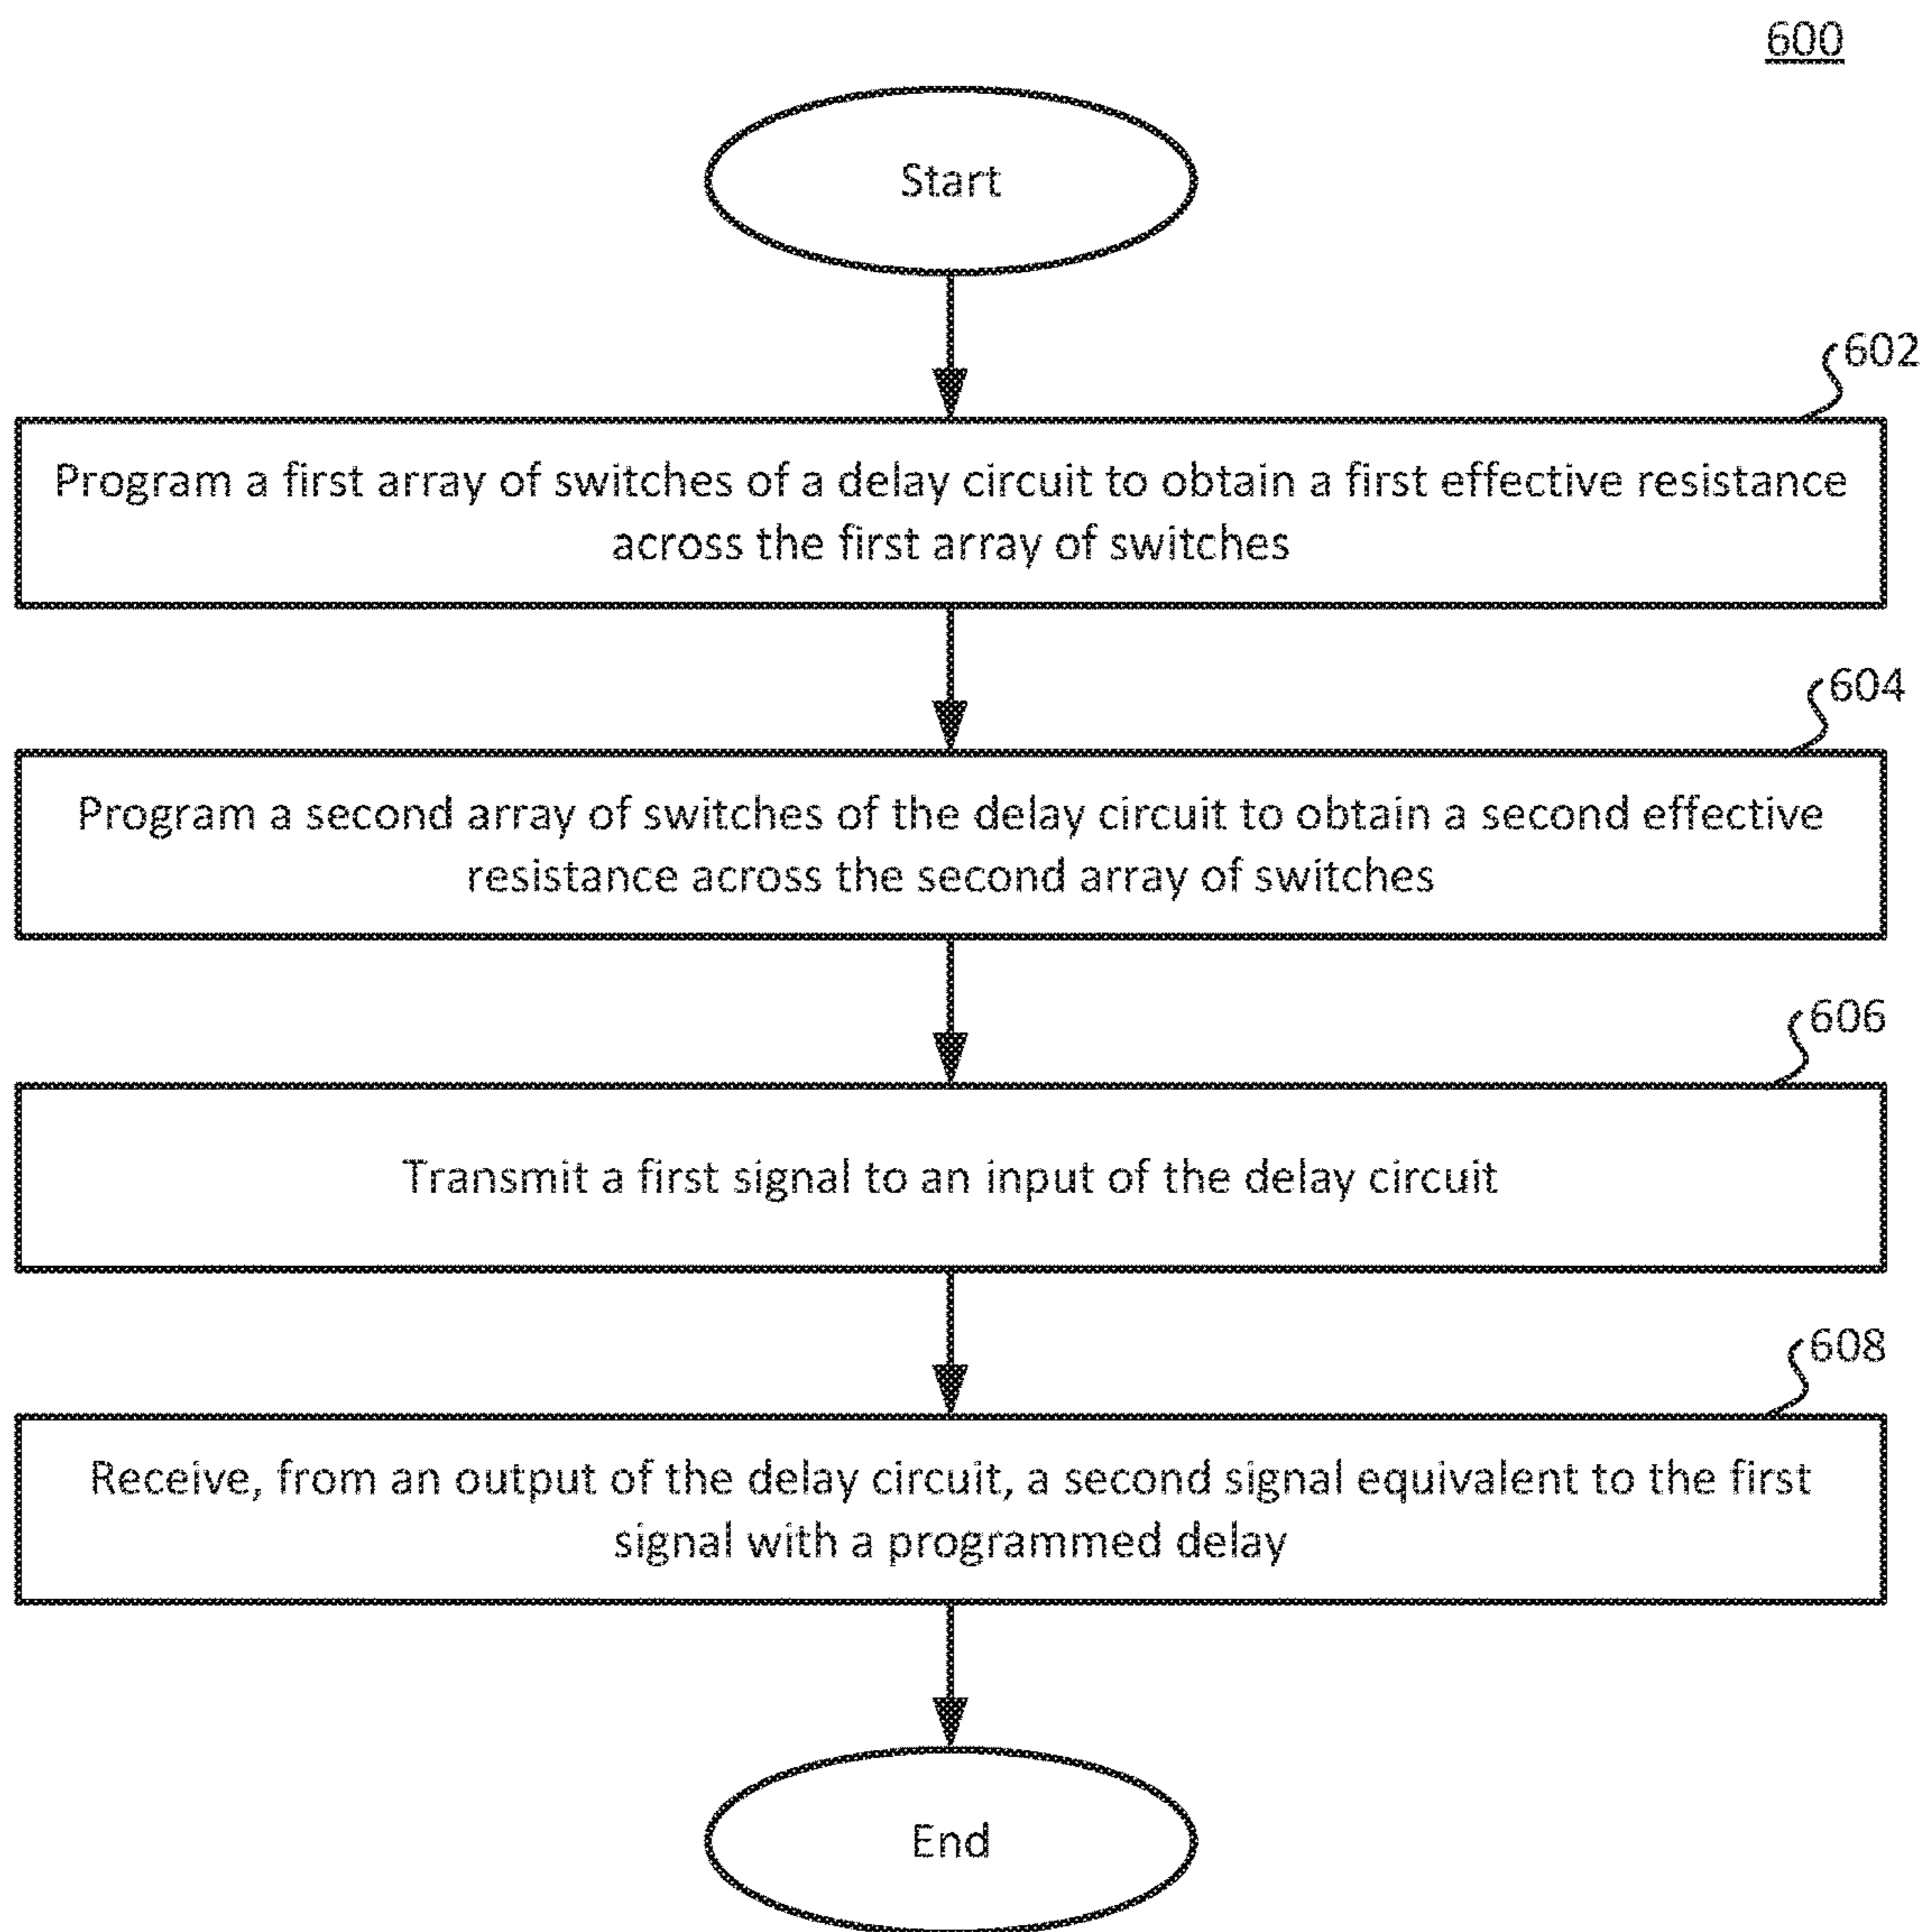 600
Start
602
Program a first array of switches of a delay circuit to obtain a first effective resistance
across the first array of switches
604
Program a second array of switches of the delay circuit to obtain a second effective
resistance across the second array of switches
606
Transmit a first signal to an input of the delay circuit
608
Receive, from an output of the delay circuit, a second signal equivalent to the first
signal with a programmed delay
End